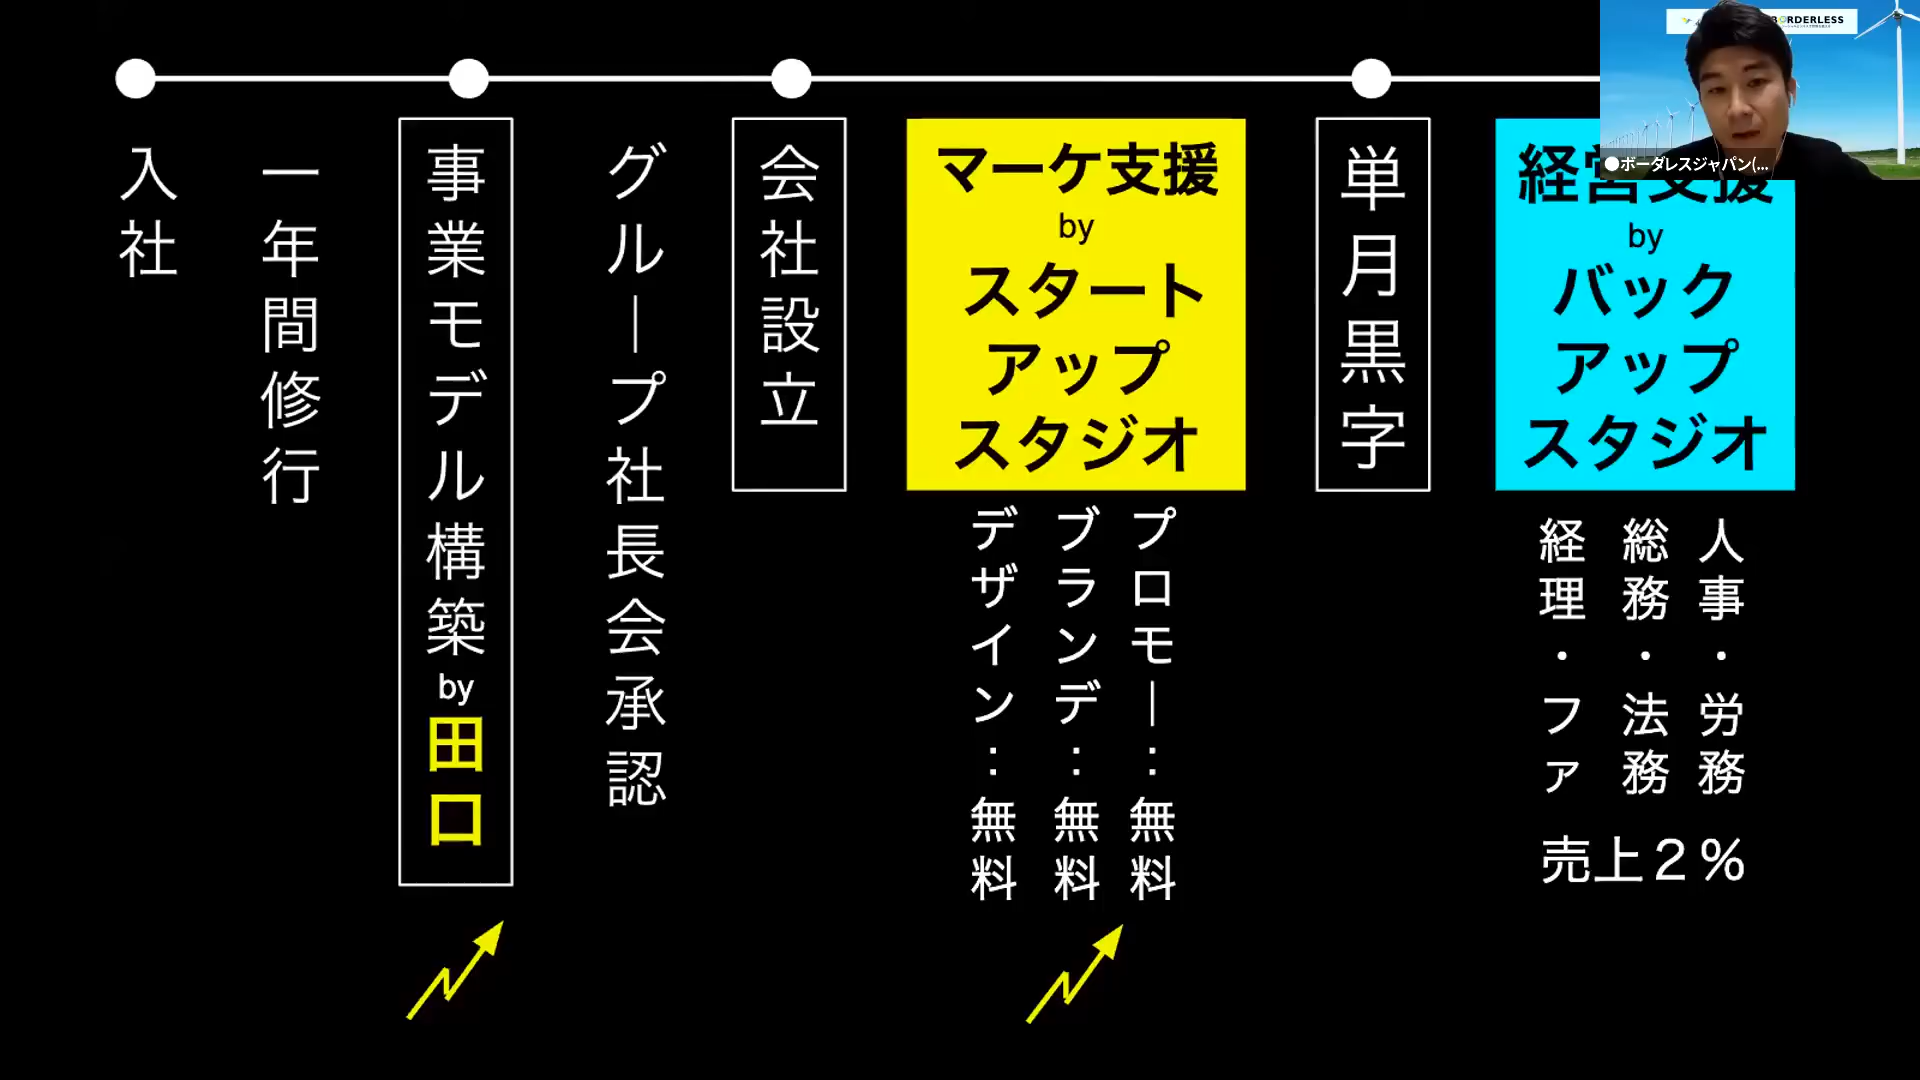 入社
一年間修行
事業モデル構築
by
田口
グループ社長会承認
会社設立
マーケ支援
by
スタート
アップ
スタジオ
プロモー：無料
ブランデ：無料
デザイン：無料
単月黒字
経営支援
by
バック
アップ
スタジオ
人事・労務
総務・法務
経理・ファ
売上２％
BORDERLESS
●ボーダレスジャパン(...